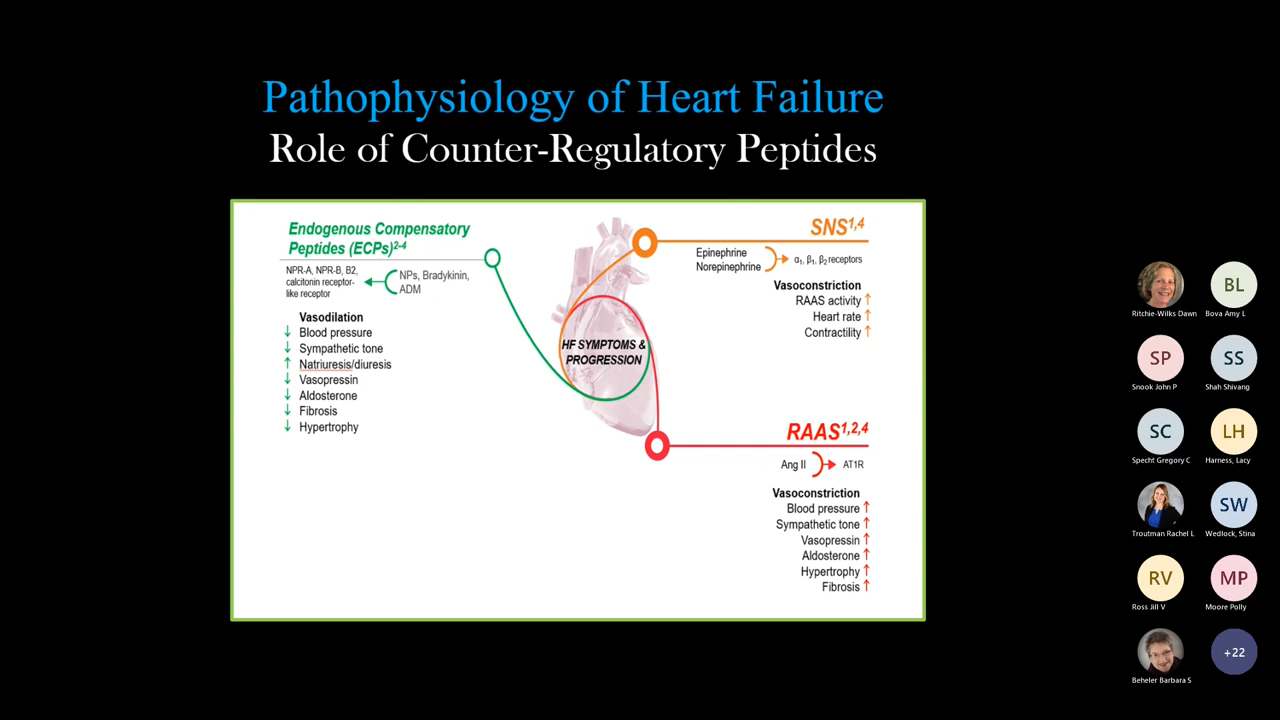 Pathophysiology of Heart Failure
Role of Counter-Regulatory Peptides
Endogenous Compensatory
Peptides (ECPs)2-4
NPR-A, NPR-B, B2,
calcitonin receptor-
like receptor
NPs, Bradykinin,
ADM
Vasodilation
↓ Blood pressure
↓ Sympathetic tone
↑ Natriuresis/diuresis
↓ Vasopressin
↓ Aldosterone
↓ Fibrosis
↓ Hypertrophy
HF SYMPTOMS &
PROGRESSION
SNS1,4
Epinephrine
Norepinephrine
α1, β1, β2 receptors
Vasoconstriction
RAAS activity ↑
Heart rate ↑
Contractility ↑
RAAS1,2,4
Ang II
AT1R
Vasoconstriction
Blood pressure ↑
Sympathetic tone ↑
Vasopressin ↑
Aldosterone ↑
Hypertrophy ↑
Fibrosis ↑
Ritchie-Wilks Dawn
BL
Bova Amy L
SP
Snook John P
SS
Shah Shivang
SC
Specht Gregory C
LH
Harness, Lacy
Troutman Rachel L
SW
Wedlock, Stina
RV
Ross Jill V
MP
Moore Polly
Beheler Barbara S
+22